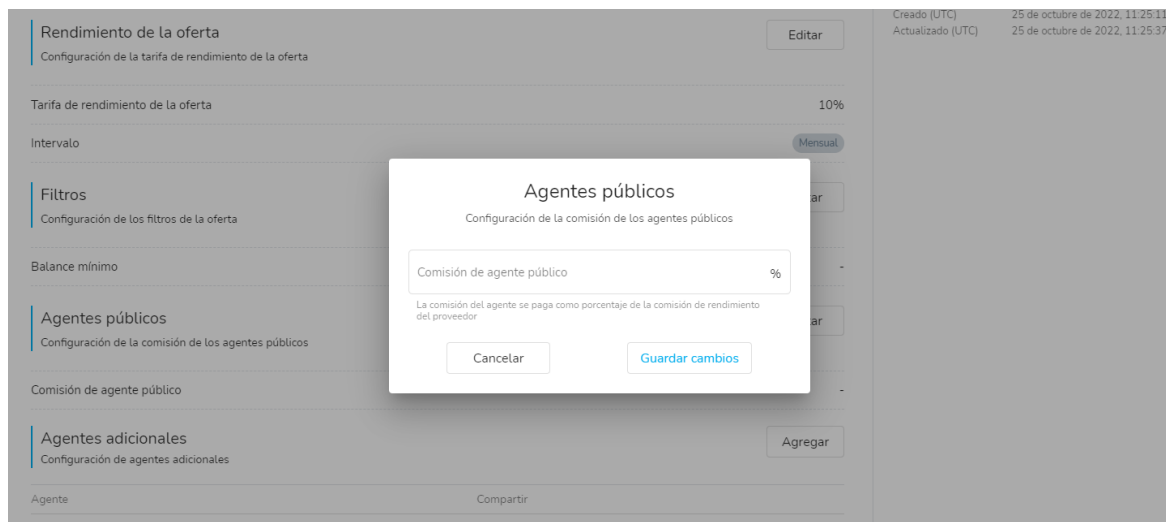 Rendimiento de la oferta
Editar
Configuración de la tarifa de rendimiento de la oferta
Creado (UTC) 25 de octubre de 2022, 11:25:11
Actualizado (UTC) 25 de octubre de 2022, 11:25:37
Tarifa de rendimiento de la oferta 10%
Intervalo Mensual
Filtros
Configuración de los filtros de la oferta
Balance mínimo -
Agentes públicos
Configuración de la comisión de los agentes públicos
Comisión de agente público -
Agentes adicionales
Agregar
Configuración de agentes adicionales
Agente Compartir
Agentes públicos
Configuración de la comisión de los agentes públicos
Comisión de agente público %
La comisión del agente se paga como porcentaje de la comisión de rendimiento
del proveedor
Cancelar Guardar cambios